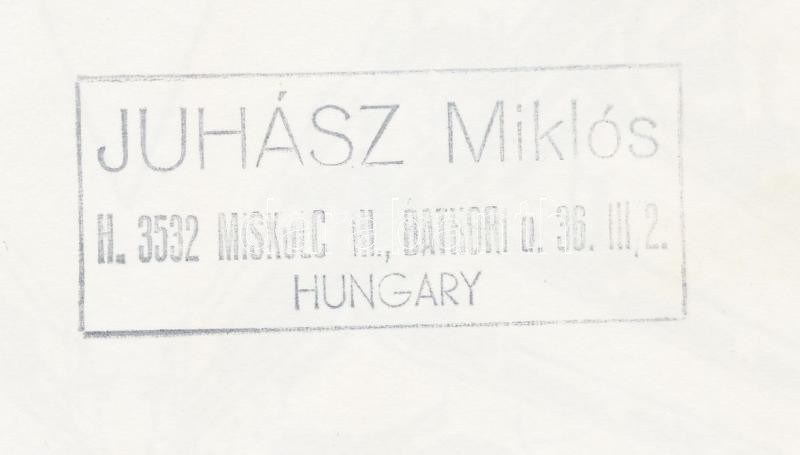 JUHÁSZ Miklós
H. 3532 MISKOLC III., BÁTHORI u. 36. III, 2.
HUNGARY